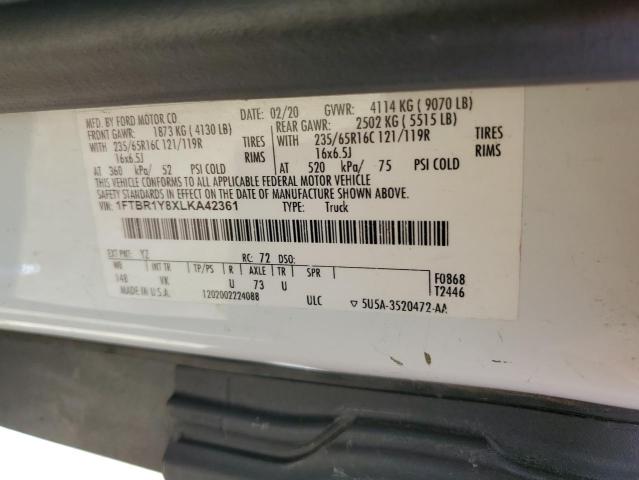 MFD. BY FORD MOTOR CO
DATE: 02/20 GVWR: 4114 KG ( 9070 LB)
FRONT GAWR: 1873 KG ( 4130 LB) REAR GAWR: 2502 KG ( 5515 LB)
WITH 235/65R16C 121/119R TIRES WITH 235/65R16C 121/119R TIRES
16x6.5J RIMS 16x6.5J RIMS
AT 360 kPa/ 52 PSI COLD AT 520 kPa/ 75 PSI COLD
THIS VEHICLE CONFORMS TO ALL APPLICABLE FEDERAL MOTOR VEHICLE
SAFETY STANDARDS IN EFFECT ON THE DATE OF MANUFACTURE SHOWN ABOVE.
VIN: 1FTBR1Y8XLKA42361 TYPE: Truck
EXT PNT: YZ RC: 72 DSO:
WB INT TR TP/PS R AXLE TR SPR F0868
148 VK U 73 U T2446
MADE IN U.S.A. 1202002224088 ULC ▽ 5U5A-3520472-AA